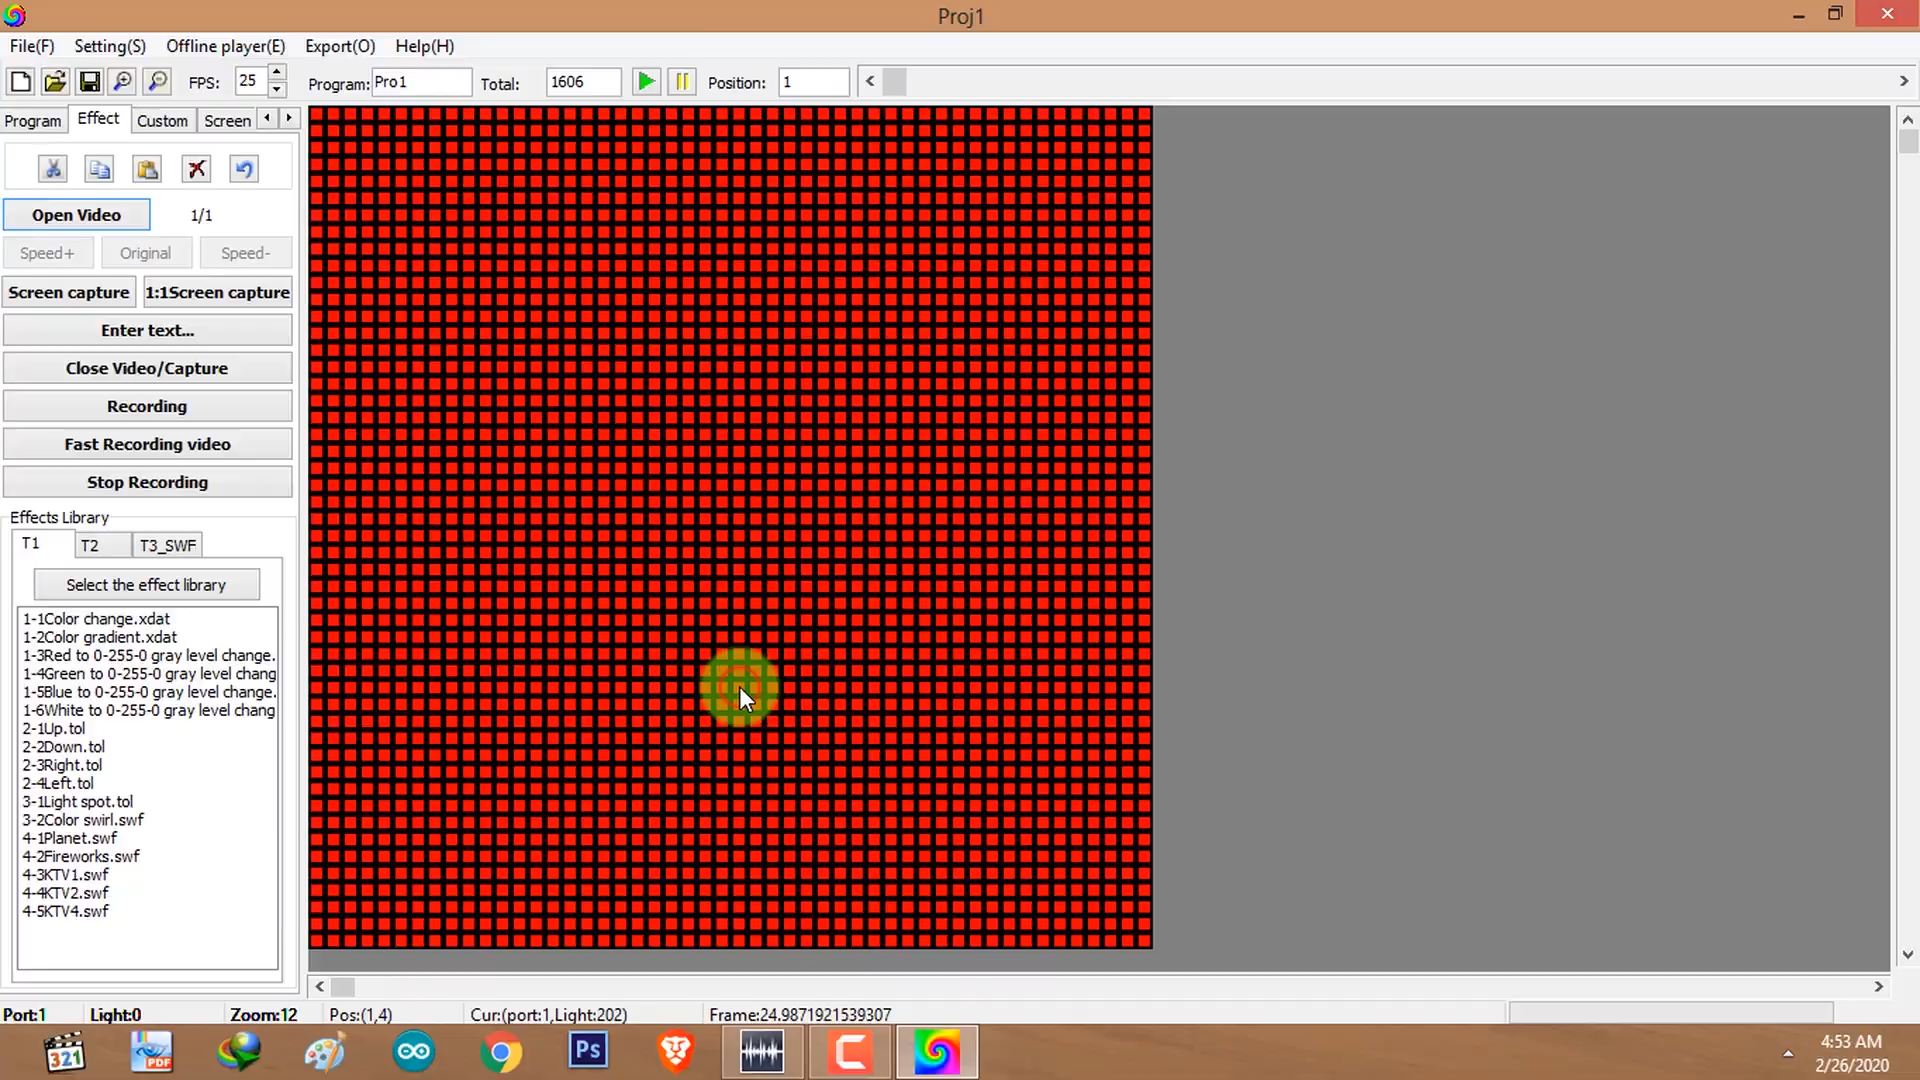 Proj1
File(F) Setting(S) Offline player(E) Export(O) Help(H)
FPS: 25 Program: Pro1 Total: 1606 Position: 1
Program Effect Custom Screen
Open Video 1/1
Speed+ Original Speed-
Screen capture 1:1Screen capture
Enter text...
Close Video/Capture
Recording
Fast Recording video
Stop Recording
Effects Library
T1 T2 T3_SWF
Select the effect library
1-1Color change.xdat
1-2Color gradient.xdat
1-3Red to 0-255-0 gray level change.
1-4Green to 0-255-0 gray level chang
1-5Blue to 0-255-0 gray level change.
1-6White to 0-255-0 gray level chang
2-1Up.tol
2-2Down.tol
2-3Right.tol
2-4Left.tol
3-1Light spot.tol
3-2Color swirl.swf
4-1Planet.swf
4-2Fireworks.swf
4-3KTV1.swf
4-4KTV2.swf
4-5KTV4.swf
Port:1 Light:0 Zoom:12 Pos:(1,4) Cur:(port:1,Light:202) Frame:24.9871921539307
321 PDF Ps C
4:53 AM
2/26/2020